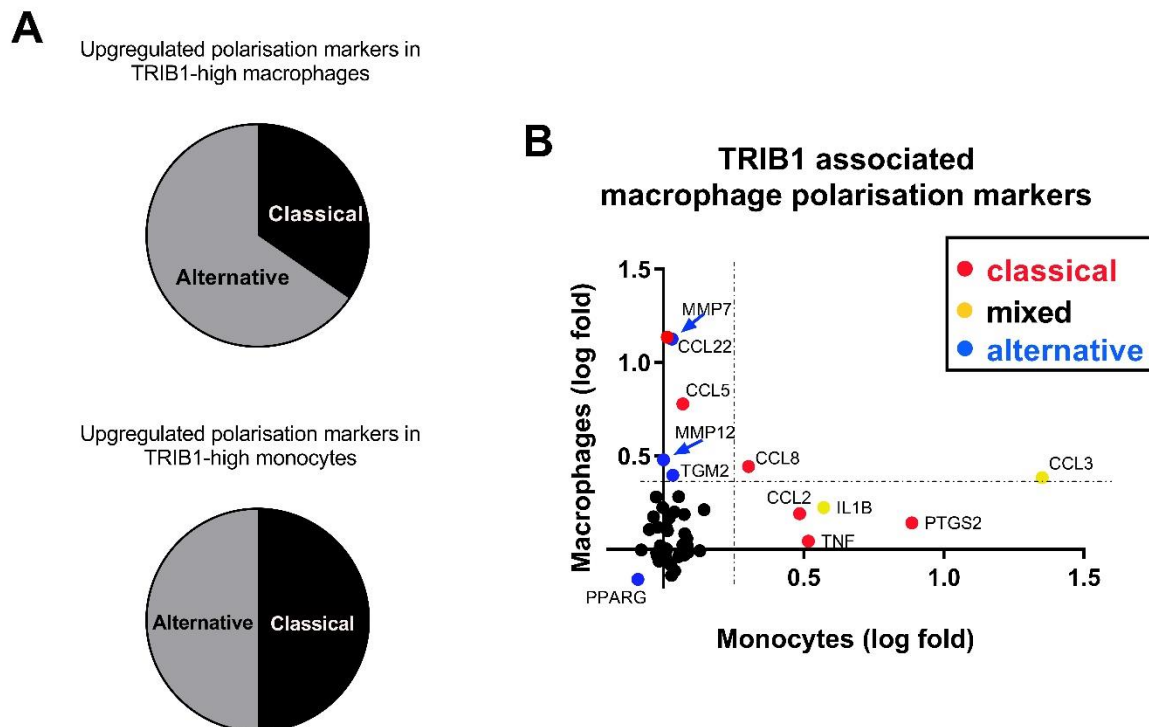 A
Upgregulated polarisation markers in
TRIB1-high macrophages
Classical
Alternative
Upgregulated polarisation markers in
TRIB1-high monocytes
Alternative
Classical
B
TRIB1 associated
macrophage polarisation markers
classical
mixed
alternative
Macrophages (log fold)
1.5
1.0
0.5
MMP7
CCL22
CCL5
MMP12
TGM2
CCL8
CCL3
CCL2
IL1B
PTGS2
TNF
PPARG
0.5
1.0
1.5
Monocytes (log fold)